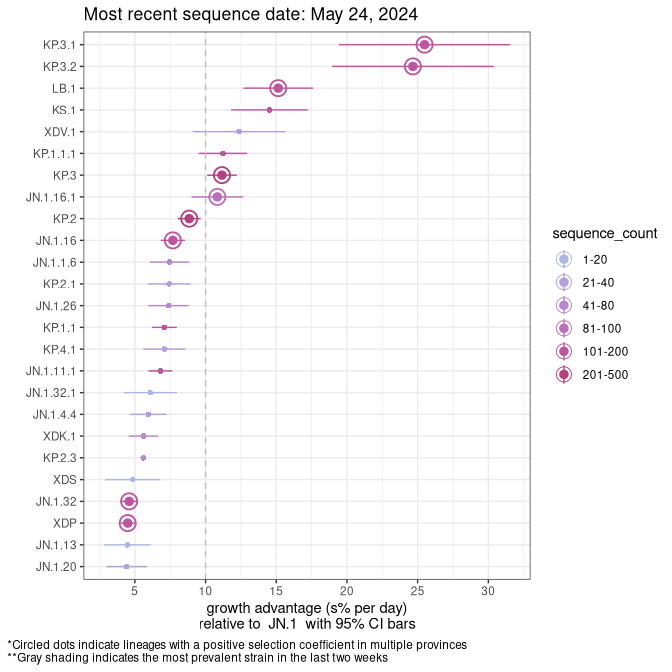 Most recent sequence date: May 24, 2024
KP.3.1
KP.3.2
LB.1
KS.1
XDV.1
KP.1.1.1
KP.3
JN.1.16.1
KP.2
JN.1.16
JN.1.1.6
KP.2.1
JN.1.26
KP.1.1
KP.4.1
JN.1.11.1
JN.1.32.1
JN.1.4.4
XDK.1
KP.2.3
XDS
JN.1.32
XDP
JN.1.13
JN.1.20
5 10 15 20 25 30
growth advantage (s% per day)
relative to JN.1 with 95% CI bars
sequence_count
1-20
21-40
41-80
81-100
101-200
201-500
*Circled dots indicate lineages with a positive selection coefficient in multiple provinces
**Gray shading indicates the most prevalent strain in the last two weeks